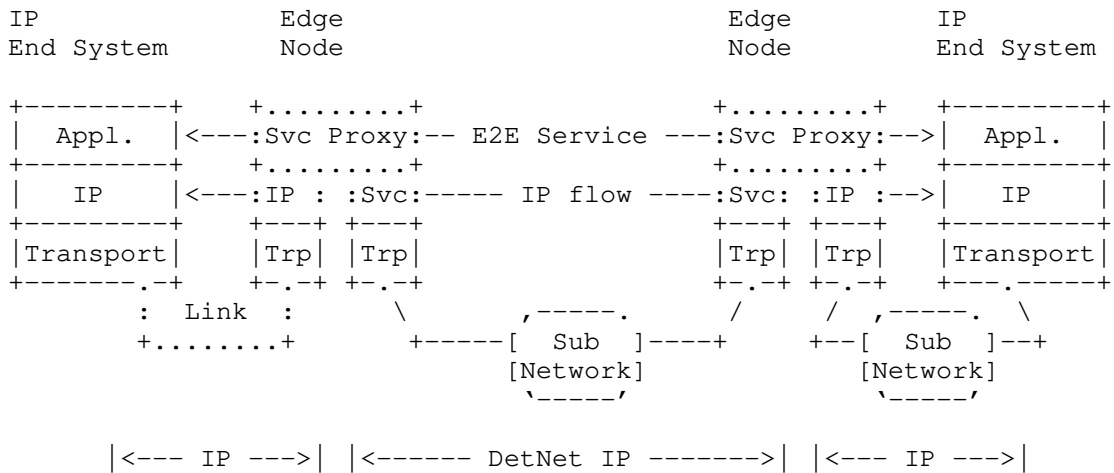 IP                 Edge                              Edge          IP
End System         Node                              Node          End System

+---------+     +.........+                     +.........+    +---------+
|  Appl.  |<---:Svc Proxy:-- E2E Service ---:Svc Proxy:-->|  Appl.  |
+---------+     +.........+                     +.........+    +---------+
|   IP    |<---:IP : :Svc:----- IP flow ----:Svc: :IP :-->|   IP    |
+---------+     +---+ +---+                     +---+ +---+    +---------+
|Transport|     |Trp| |Trp|                     |Trp| |Trp|    |Transport|
+-------.-+     +-.-+ +-.-+                     +-.-+ +-.-+    +---.-----+
        :  Link  :       \      ,-----.      /     /  ,-----.  \
        +........+        +-----[ Sub ]----+     +--[ Sub ]--+
                               [Network]              [Network]
                                `-----'                `-----'

      |<--- IP --->| |<------ DetNet IP ------->| |<--- IP --->|